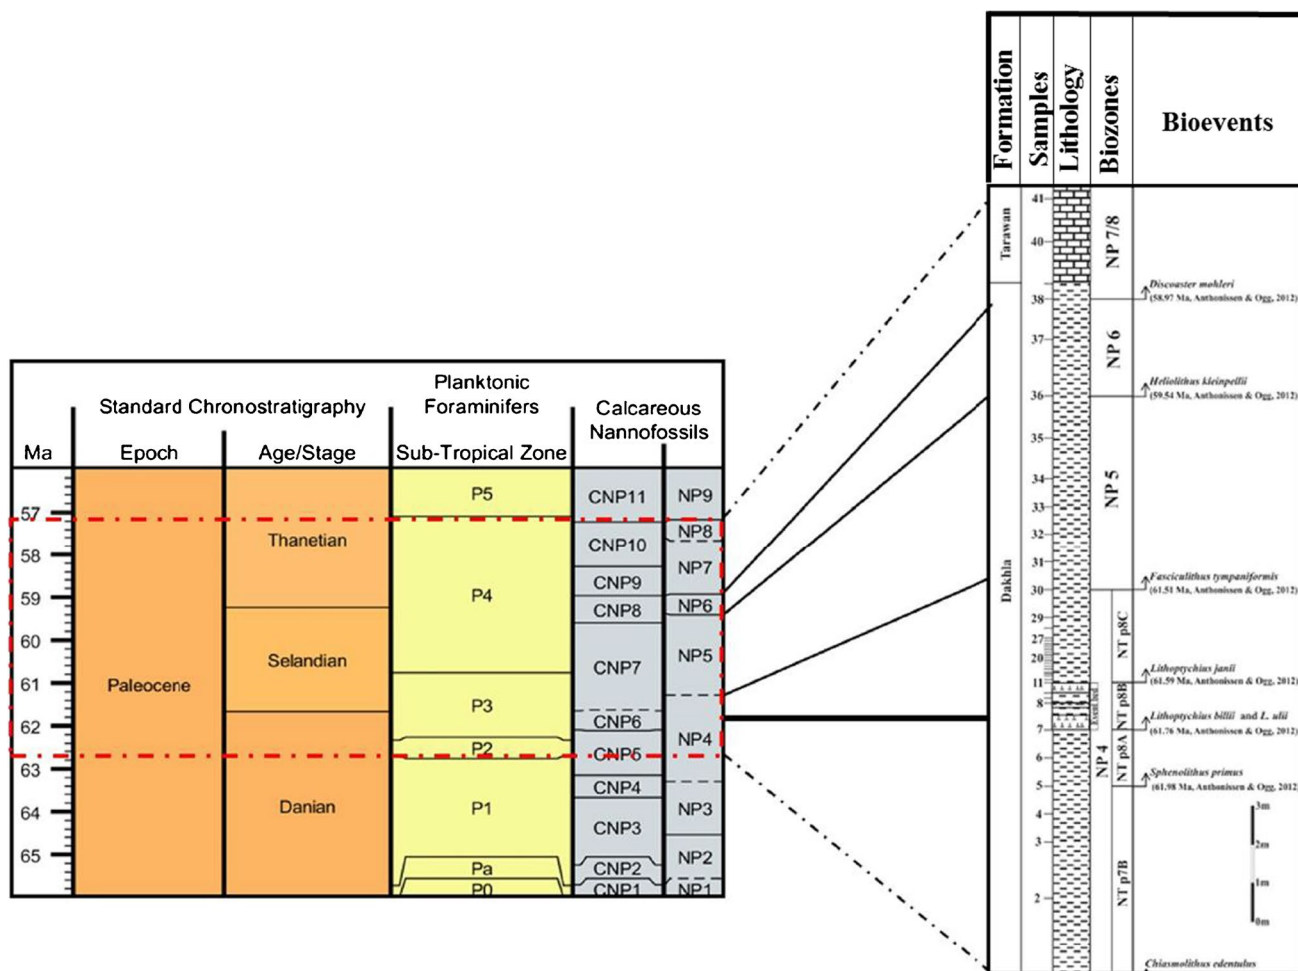 Standard Chronostratigraphy
Planktonic
Foraminifers
Calcareous
Nannofossils
Ma
Epoch
Age/Stage
Sub-Tropical Zone
57
58
59
60
61
62
63
64
65
Paleocene
Thanetian
Selandian
Danian
P5
P4
P3
P2
P1
Pa
P0
CNP11
CNP10
CNP9
CNP8
CNP7
CNP6
CNP5
CNP4
CNP3
CNP2
CNP1
NP9
NP8
NP7
NP6
NP5
NP4
NP3
NP2
NP1
Formation
Samples
Lithology
Biozones
Bioevents
Tarawan
Dakhla
41
40
38
37
36
35
34
33
32
31
30
29
27
20
11
8
7
6
5
4
3
2
Event bed
NP 7/8
NP 6
NP 5
NP 4
NT p8C
NT p8B
NT p8A
NT p7B
Discoaster mohleri
(58.97 Ma, Anthonissen & Ogg, 2012)
Heliolithus kleinpellii
(59.54 Ma, Anthonissen & Ogg, 2012)
Fasciculithus tympaniformis
(61.51 Ma, Anthonissen & Ogg, 2012)
Lithoptychius janii
(61.59 Ma, Anthonissen & Ogg, 2012)
Lithoptychius billii and L. ulii
(61.76 Ma, Anthonissen & Ogg, 2012)
Sphenolithus primus
(61.98 Ma, Anthonissen & Ogg, 2012)
3m
2m
1m
0m
Chiasmolithus edentulus